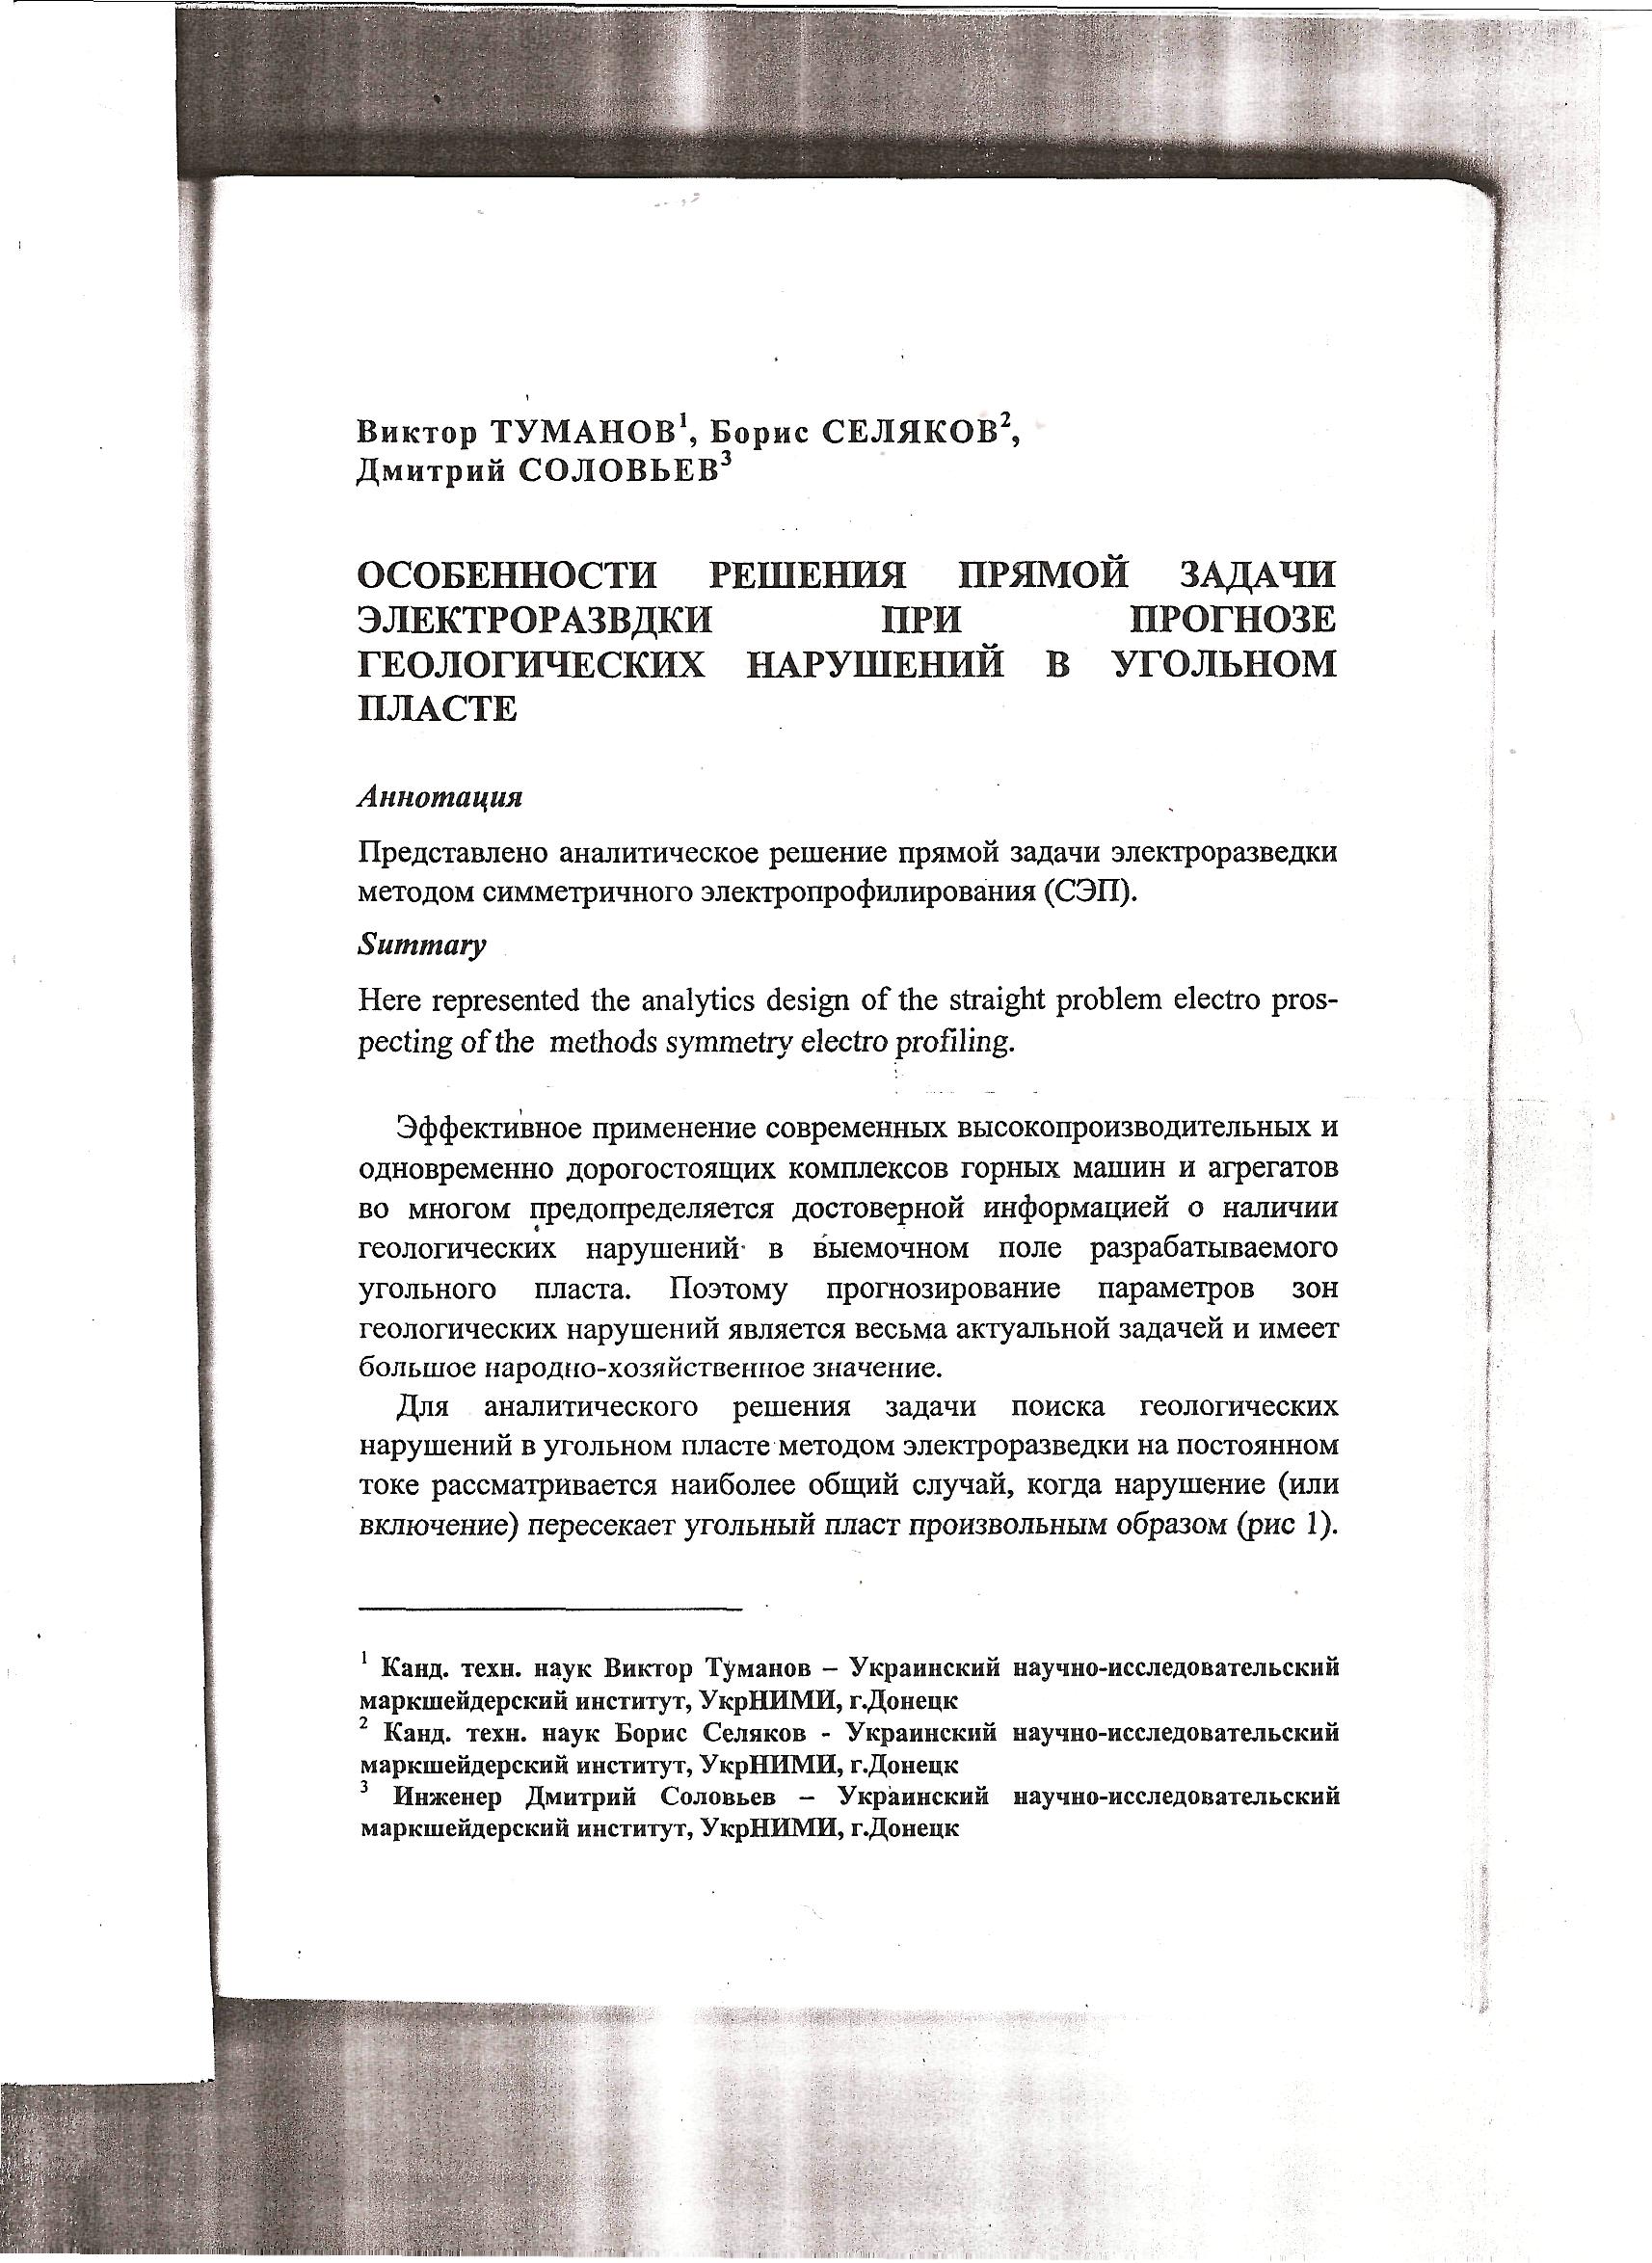 Виктор ТУМАНОВ¹, Борис СЕЛЯКОВ²,
Дмитрий СОЛОВЬЕВ³
ОСОБЕННОСТИ РЕШЕНИЯ ПРЯМОЙ ЗАДАЧИ
ЭЛЕКТРОРАЗВДКИ ПРИ ПРОГНОЗЕ
ГЕОЛОГИЧЕСКИХ НАРУШЕНИЙ В УГОЛЬНОМ
ПЛАСТЕ
Аннотация
Представлено аналитическое решение прямой задачи электроразведки
методом симметричного электропрофилирования (СЭП).
Summary
Here represented the analytics design of the straight problem electro pros-
pecting of the methods symmetry electro profiling.
Эффективное применение современных высокопроизводительных и
одновременно дорогостоящих комплексов горных машин и агрегатов
во многом предопределяется достоверной информацией о наличии
геологических нарушений в выемочном поле разрабатываемого
угольного пласта. Поэтому прогнозирование параметров зон
геологических нарушений является весьма актуальной задачей и имеет
большое народно-хозяйственное значение.
Для аналитического решения задачи поиска геологических
нарушений в угольном пласте методом электроразведки на постоянном
токе рассматривается наиболее общий случай, когда нарушение (или
включение) пересекает угольный пласт произвольным образом (рис 1).
¹ Канд. техн. наук Виктор Туманов – Украинский научно-исследовательский
маркшейдерский институт, УкрНИМИ, г.Донецк
² Канд. техн. наук Борис Селяков - Украинский научно-исследовательский
маркшейдерский институт, УкрНИМИ, г.Донецк
³ Инженер Дмитрий Соловьев – Украинский научно-исследовательский
маркшейдерский институт, УкрНИМИ, г.Донецк